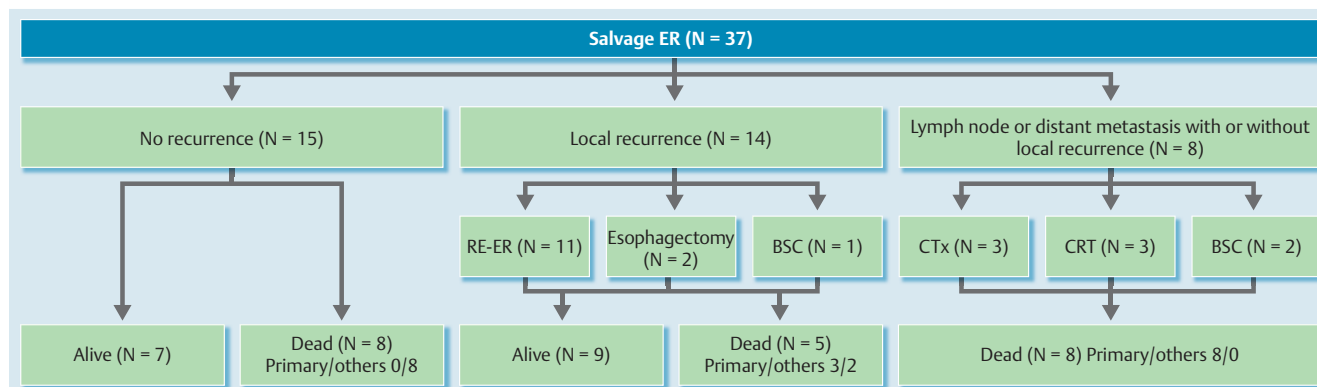 Salvage ER (N = 37)
No recurrence (N = 15)
Local recurrence (N = 14)
Lymph node or distant metastasis with or without
local recurrence (N = 8)
RE-ER (N = 11)
Esophagectomy
(N = 2)
BSC (N = 1)
CTx (N = 3)
CRT (N = 3)
BSC (N = 2)
Alive (N = 7)
Dead (N = 8)
Primary/others 0/8
Alive (N = 9)
Dead (N = 5)
Primary/others 3/2
Dead (N = 8) Primary/others 8/0